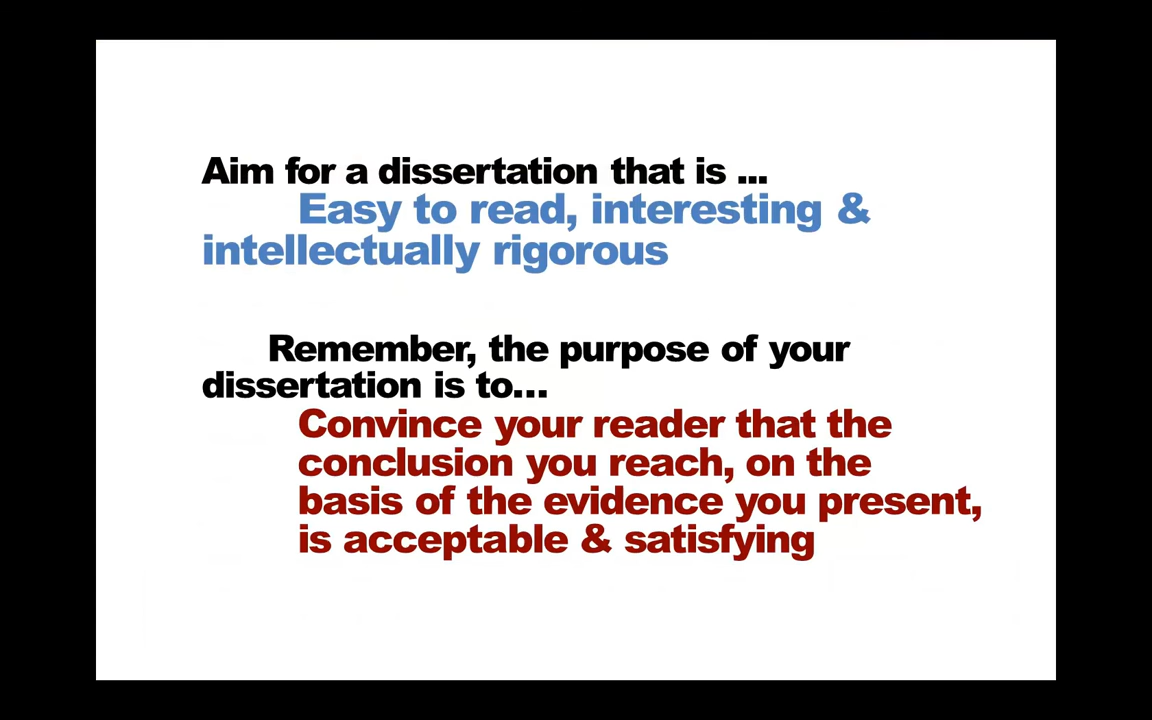 Aim for a dissertation that is ...
Easy to read, interesting &
intellectually rigorous
Remember, the purpose of your
dissertation is to...
Convince your reader that the
conclusion you reach, on the
basis of the evidence you present,
is acceptable & satisfying